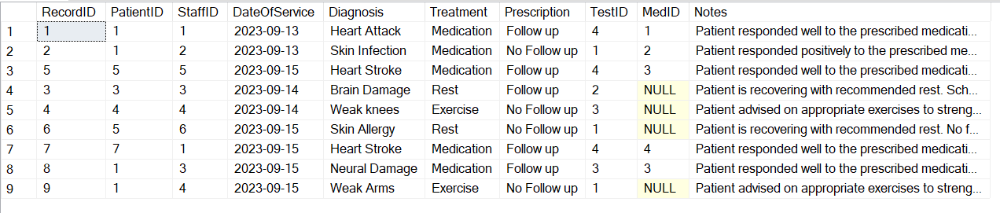 RecordID PatientID StaffID DateOfService Diagnosis Treatment Prescription TestID MedID Notes
1 1 1 1 2023-09-13 Heart Attack Medication Follow up 4 1 Patient responded well to the prescribed medicati...
2 2 1 2 2023-09-13 Skin Infection Medication No Follow up 1 2 Patient responded positively to the prescribed me...
3 5 5 5 2023-09-15 Heart Stroke Medication Follow up 4 3 Patient responded well to the prescribed medicati...
4 3 3 3 2023-09-14 Brain Damage Rest Follow up 2 NULL Patient is recovering with recommended rest. Sch...
5 4 4 4 2023-09-14 Weak knees Exercise No Follow up 3 NULL Patient advised on appropriate exercises to streng...
6 6 5 6 2023-09-15 Skin Allergy Rest No Follow up 1 NULL Patient is recovering with recommended rest. No f...
7 7 7 1 2023-09-15 Heart Stroke Medication Follow up 4 4 Patient responded well to the prescribed medicati...
8 8 1 3 2023-09-15 Neural Damage Medication Follow up 3 3 Patient responded well to the prescribed medicati...
9 9 1 4 2023-09-15 Weak Arms Exercise No Follow up 1 NULL Patient advised on appropriate exercises to streng...